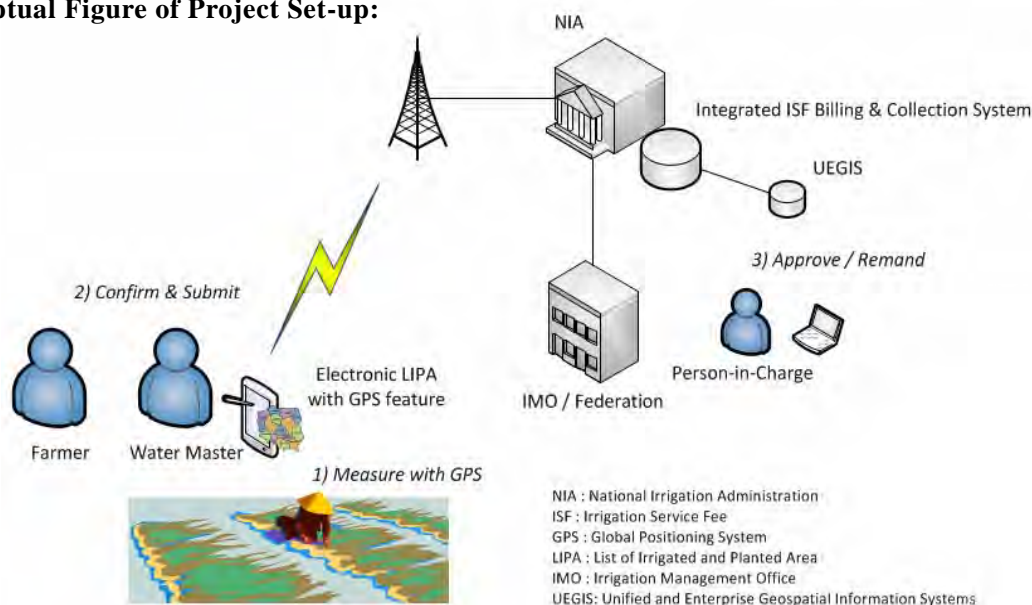 ptual Figure of Project Set-up:
NIA
Integrated ISF Billing & Collection System
UEGIS
3) Approve / Remand
2) Confirm & Submit
Electronic LIPA
with GPS feature
Person-in-Charge
IMO / Federation
Farmer
Water Master
1) Measure with GPS
NIA : National Irrigation Administration
ISF : Irrigation Service Fee
GPS : Global Positioning System
LIPA : List of Irrigated and Planted Area
IMO : Irrigation Management Office
UEGIS: Unified and Enterprise Geospatial Information Systems